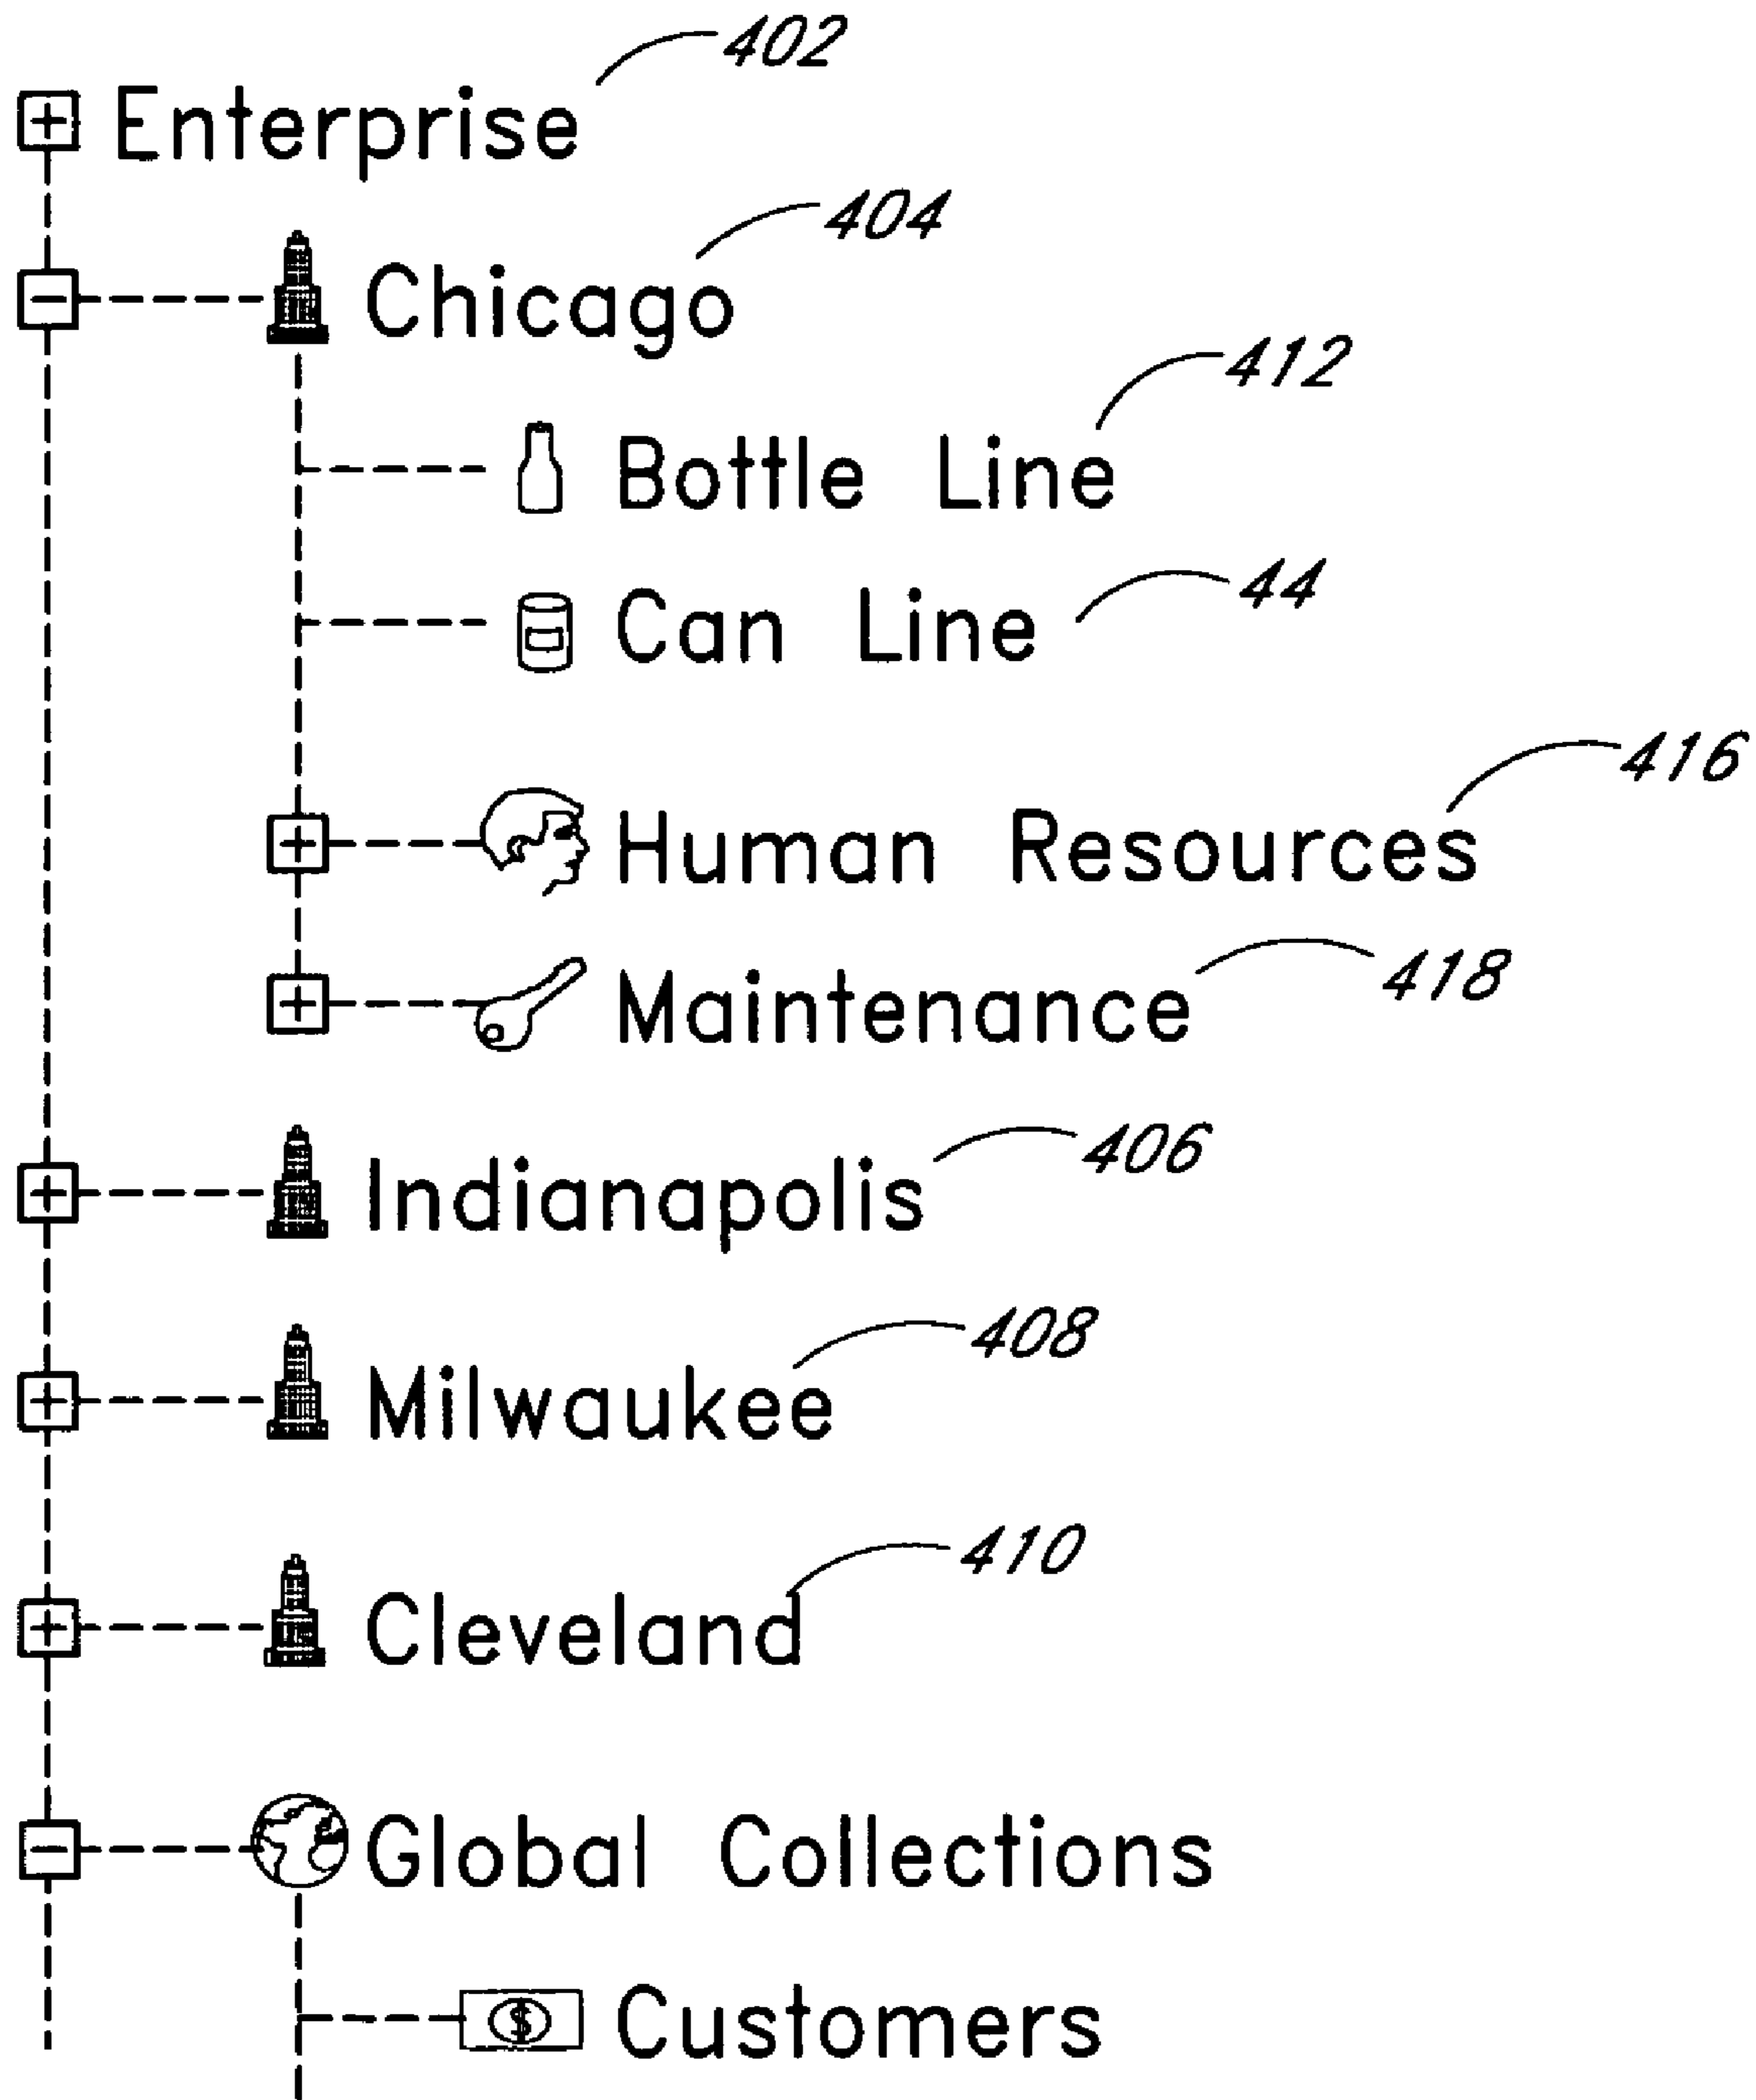 402
Enterprise
404
Chicago
412
Bottle Line
44
Can Line
416
Human Resources
418
Maintenance
406
Indianapolis
408
Milwaukee
410
Cleveland
Global Collections
$ Customers